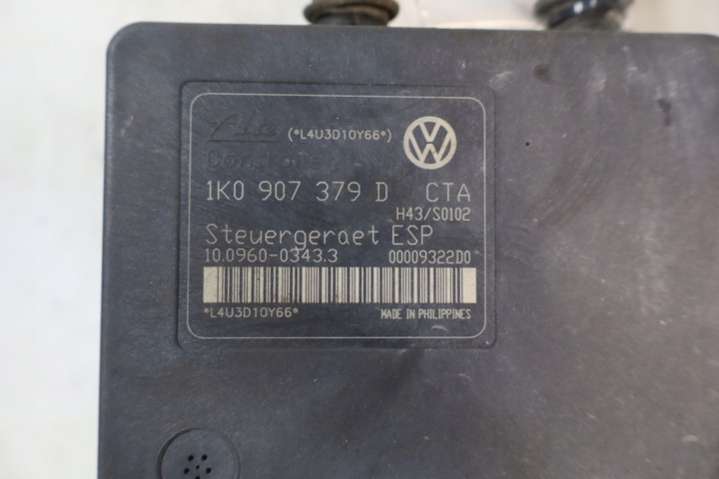 (*L4U3D10Y66*)
1K0 907 379 D CTA
H43/S0102
Steuergeraet ESP
10.0960-0343.3 00009322D0
*L4U3D10Y66*
MADE IN PHILIPPINES